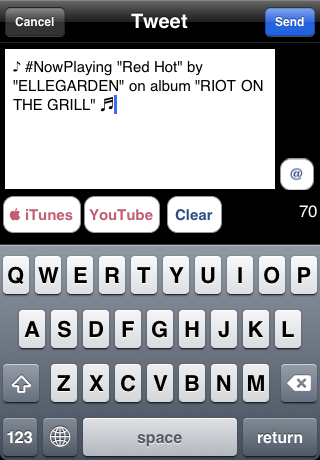 Cancel Tweet Send
♪ #NowPlaying "Red Hot" by
"ELLEGARDEN" on album "RIOT ON
THE GRILL" ♬
@
iTunes YouTube Clear 70
Q W E R T Y U I O P
A S D F G H J K L
Z X C V B N M
123 space return